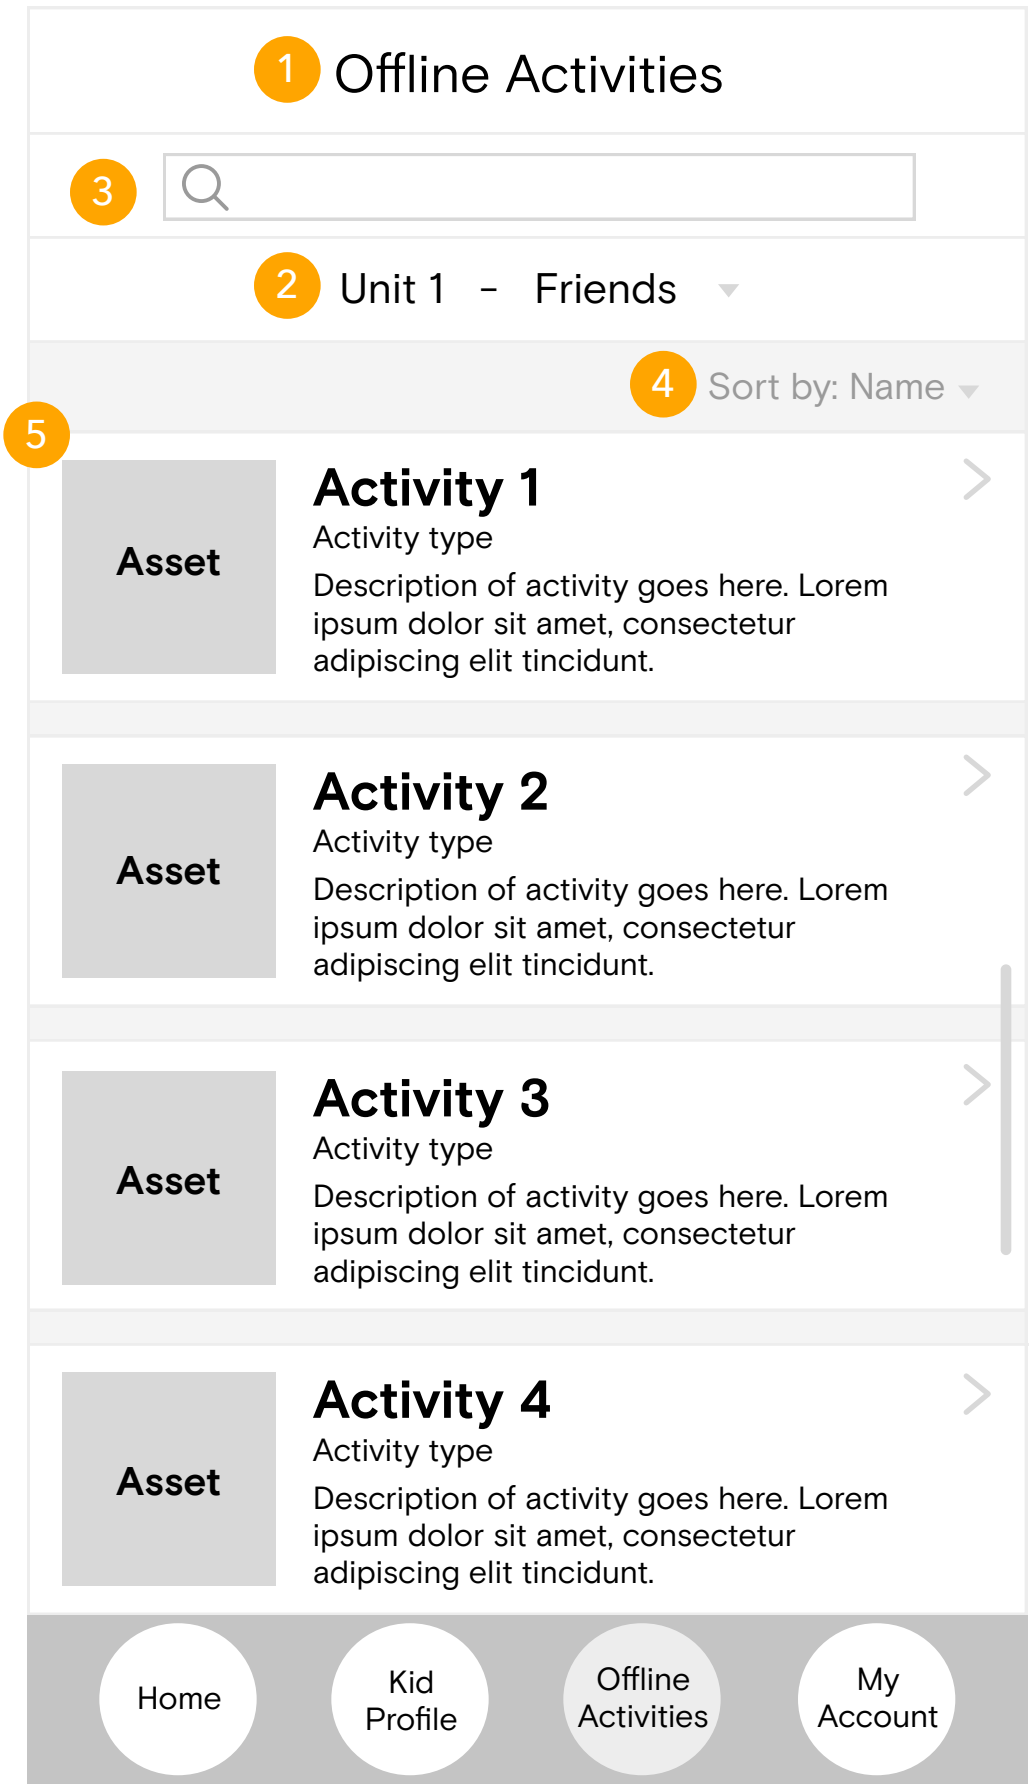 1 Offline Activities
3
2 Unit 1 - Friends
4 Sort by: Name
5
Asset
Activity 1
Activity type
Description of activity goes here. Lorem
ipsum dolor sit amet, consectetur
adipiscing elit tincidunt.
Asset
Activity 2
Activity type
Description of activity goes here. Lorem
ipsum dolor sit amet, consectetur
adipiscing elit tincidunt.
Asset
Activity 3
Activity type
Description of activity goes here. Lorem
ipsum dolor sit amet, consectetur
adipiscing elit tincidunt.
Asset
Activity 4
Activity type
Description of activity goes here. Lorem
ipsum dolor sit amet, consectetur
adipiscing elit tincidunt.
Home
Kid
Profile
Offline
Activities
My
Account